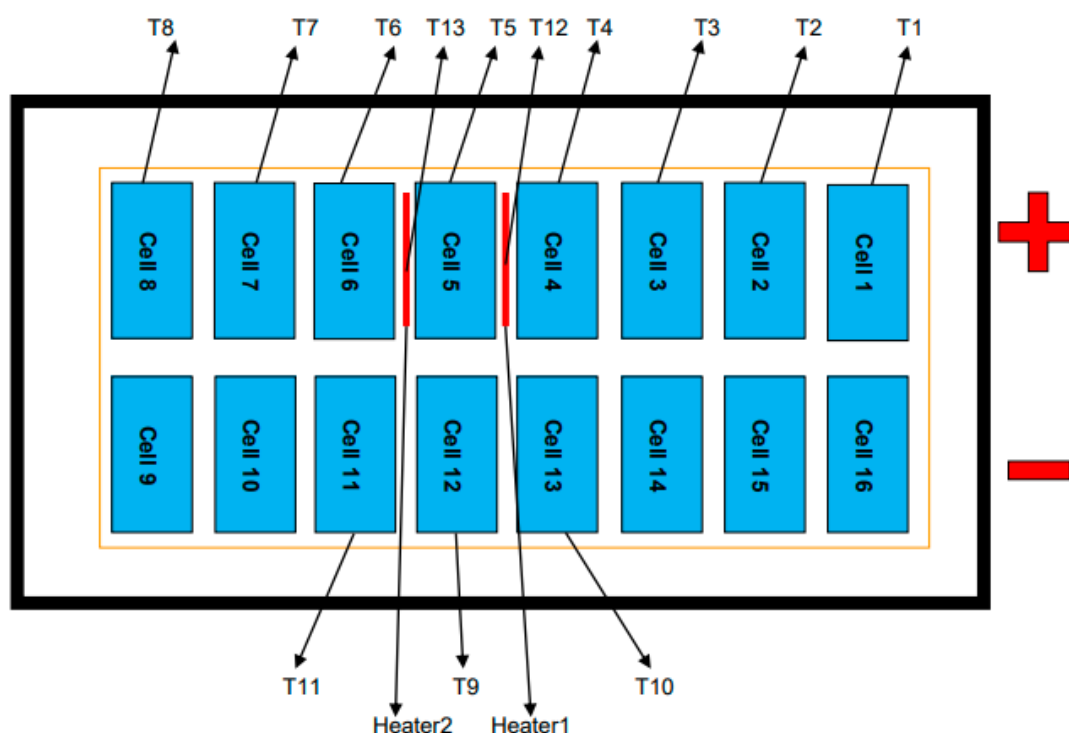 T8 T7 T6 T13 T5 T12 T4 T3 T2 T1
Cell 8 Cell 7 Cell 6 Cell 5 Cell 4 Cell 3 Cell 2 Cell 1
Cell 9 Cell 10 Cell 11 Cell 12 Cell 13 Cell 14 Cell 15 Cell 16
T11 T9 T10
Heater2 Heater1